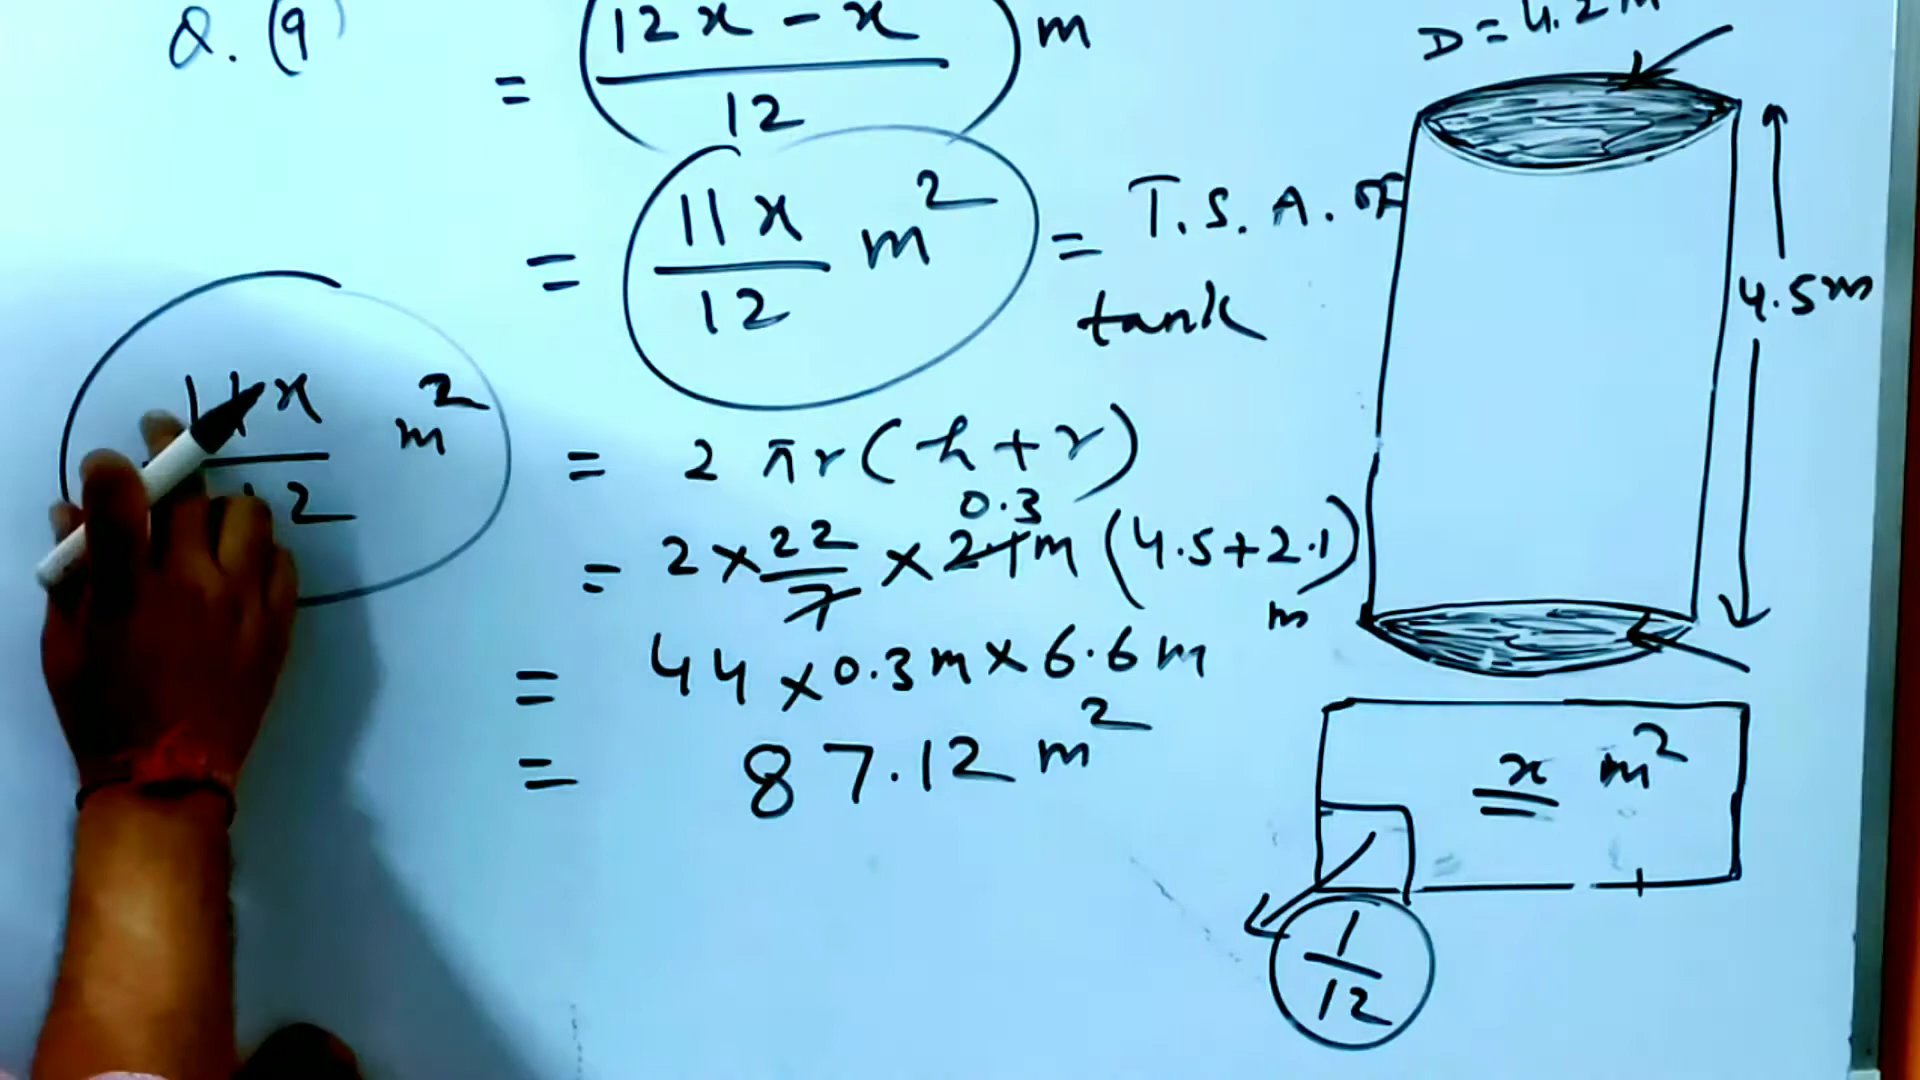 Q. (9)
= (12x - x)/12 m
D = 4.2m
= 11x/12 m² = T.S.A. OF
tank
4.5m
11x/12 m² = 2πr(h+r)
0.3
= 2 × 22/7 × 2.1m (4.5+2.1)
m
= 44 × 0.3m × 6.6m
= 87.12 m²
x m²
1/12